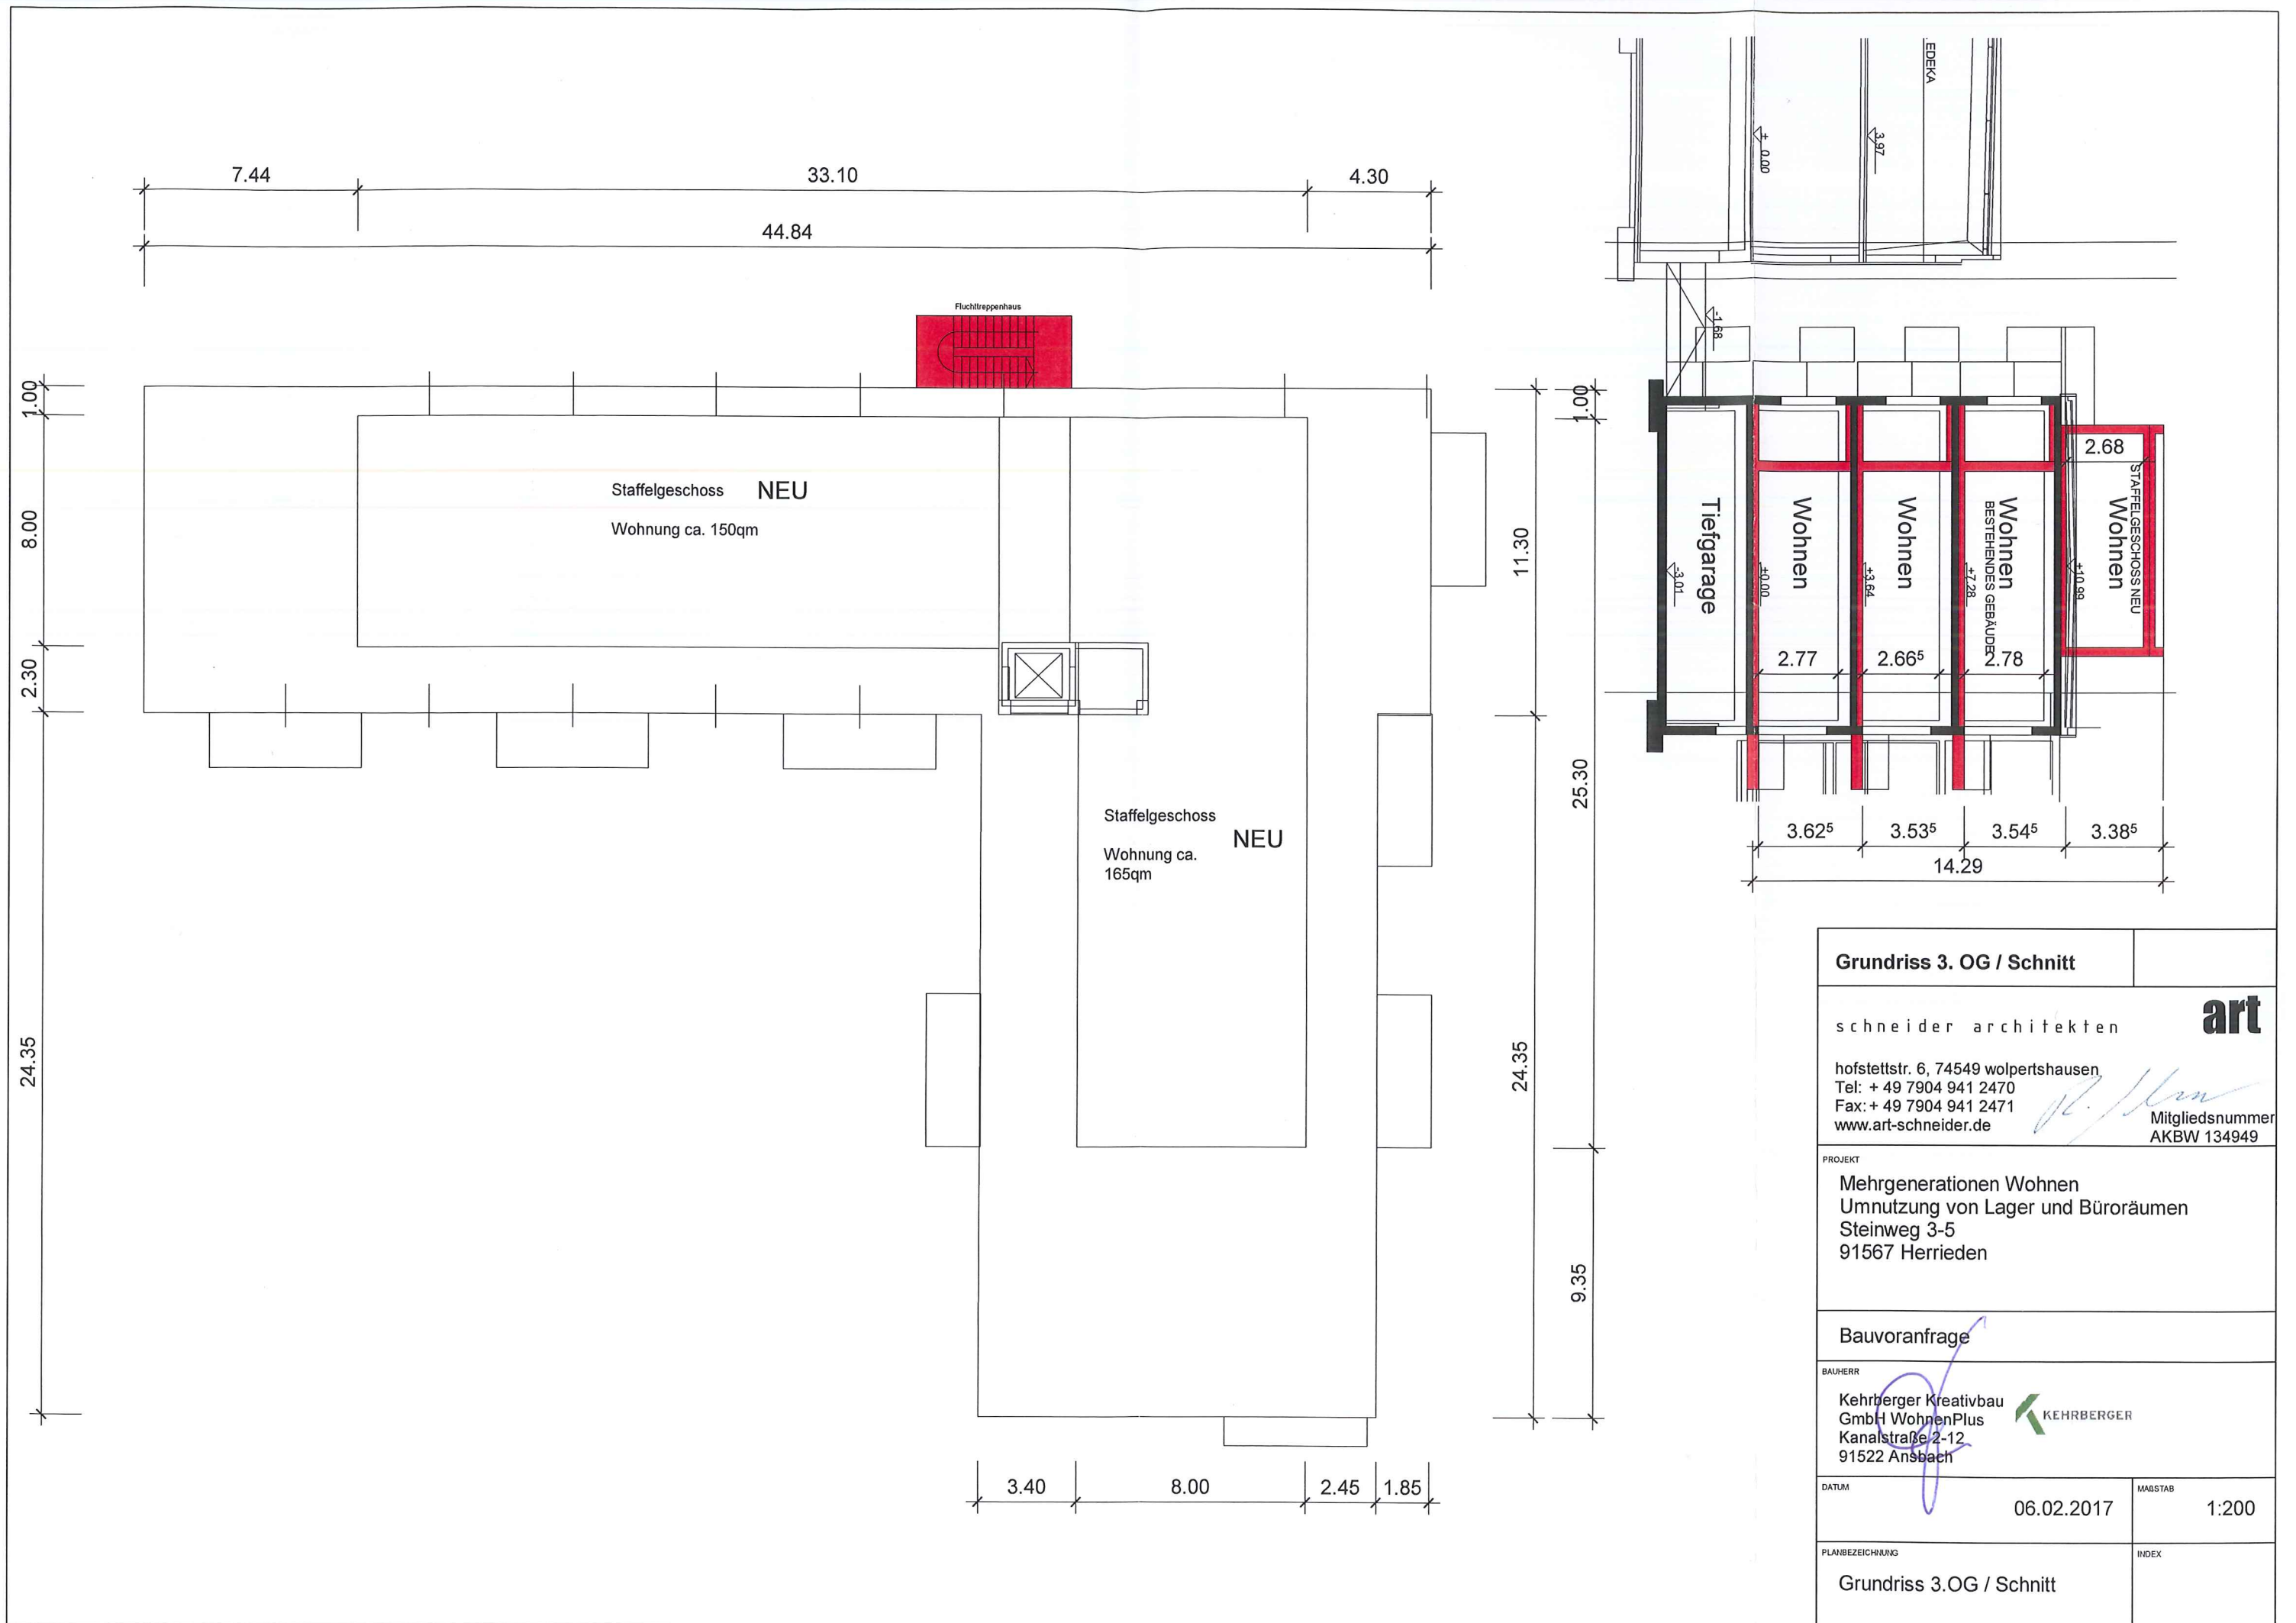 7.44
33.10
4.30
44.84
Fluchttreppenhaus
1.00
8.00
2.30
24.35
Staffelgeschoss NEU
Wohnung ca. 150qm
Staffelgeschoss
NEU
Wohnung ca.
165qm
11.30
24.35
1.00
25.30
9.35
3.40
8.00
2.45
1.85
EDEKA
± 0.00
3.97
-1.68
Tiefgarage
-3.01
Wohnen
±0.00
2.77
Wohnen
+3.64
2.66⁵
Wohnen
BESTEHENDES GEBÄUDE
+7.28
2.78
2.68
STAFFELGESCHOSS NEU
Wohnen
+10.99
3.62⁵
3.53⁵
3.54⁵
3.38⁵
14.29
Grundriss 3. OG / Schnitt
schneider architekten
art
hofstettstr. 6, 74549 wolpertshausen
Tel: + 49 7904 941 2470
Fax: + 49 7904 941 2471
www.art-schneider.de
Mitgliedsnummer
AKBW 134949
PROJEKT
Mehrgenerationen Wohnen
Umnutzung von Lager und Büroräumen
Steinweg 3-5
91567 Herrieden
Bauvoranfrage
BAUHERR
Kehrberger Kreativbau
GmbH WohnenPlus
Kanalstraße 2-12
91522 Ansbach
KEHRBERGER
DATUM
06.02.2017
MAßSTAB
1:200
PLANBEZEICHNUNG
Grundriss 3.OG / Schnitt
INDEX